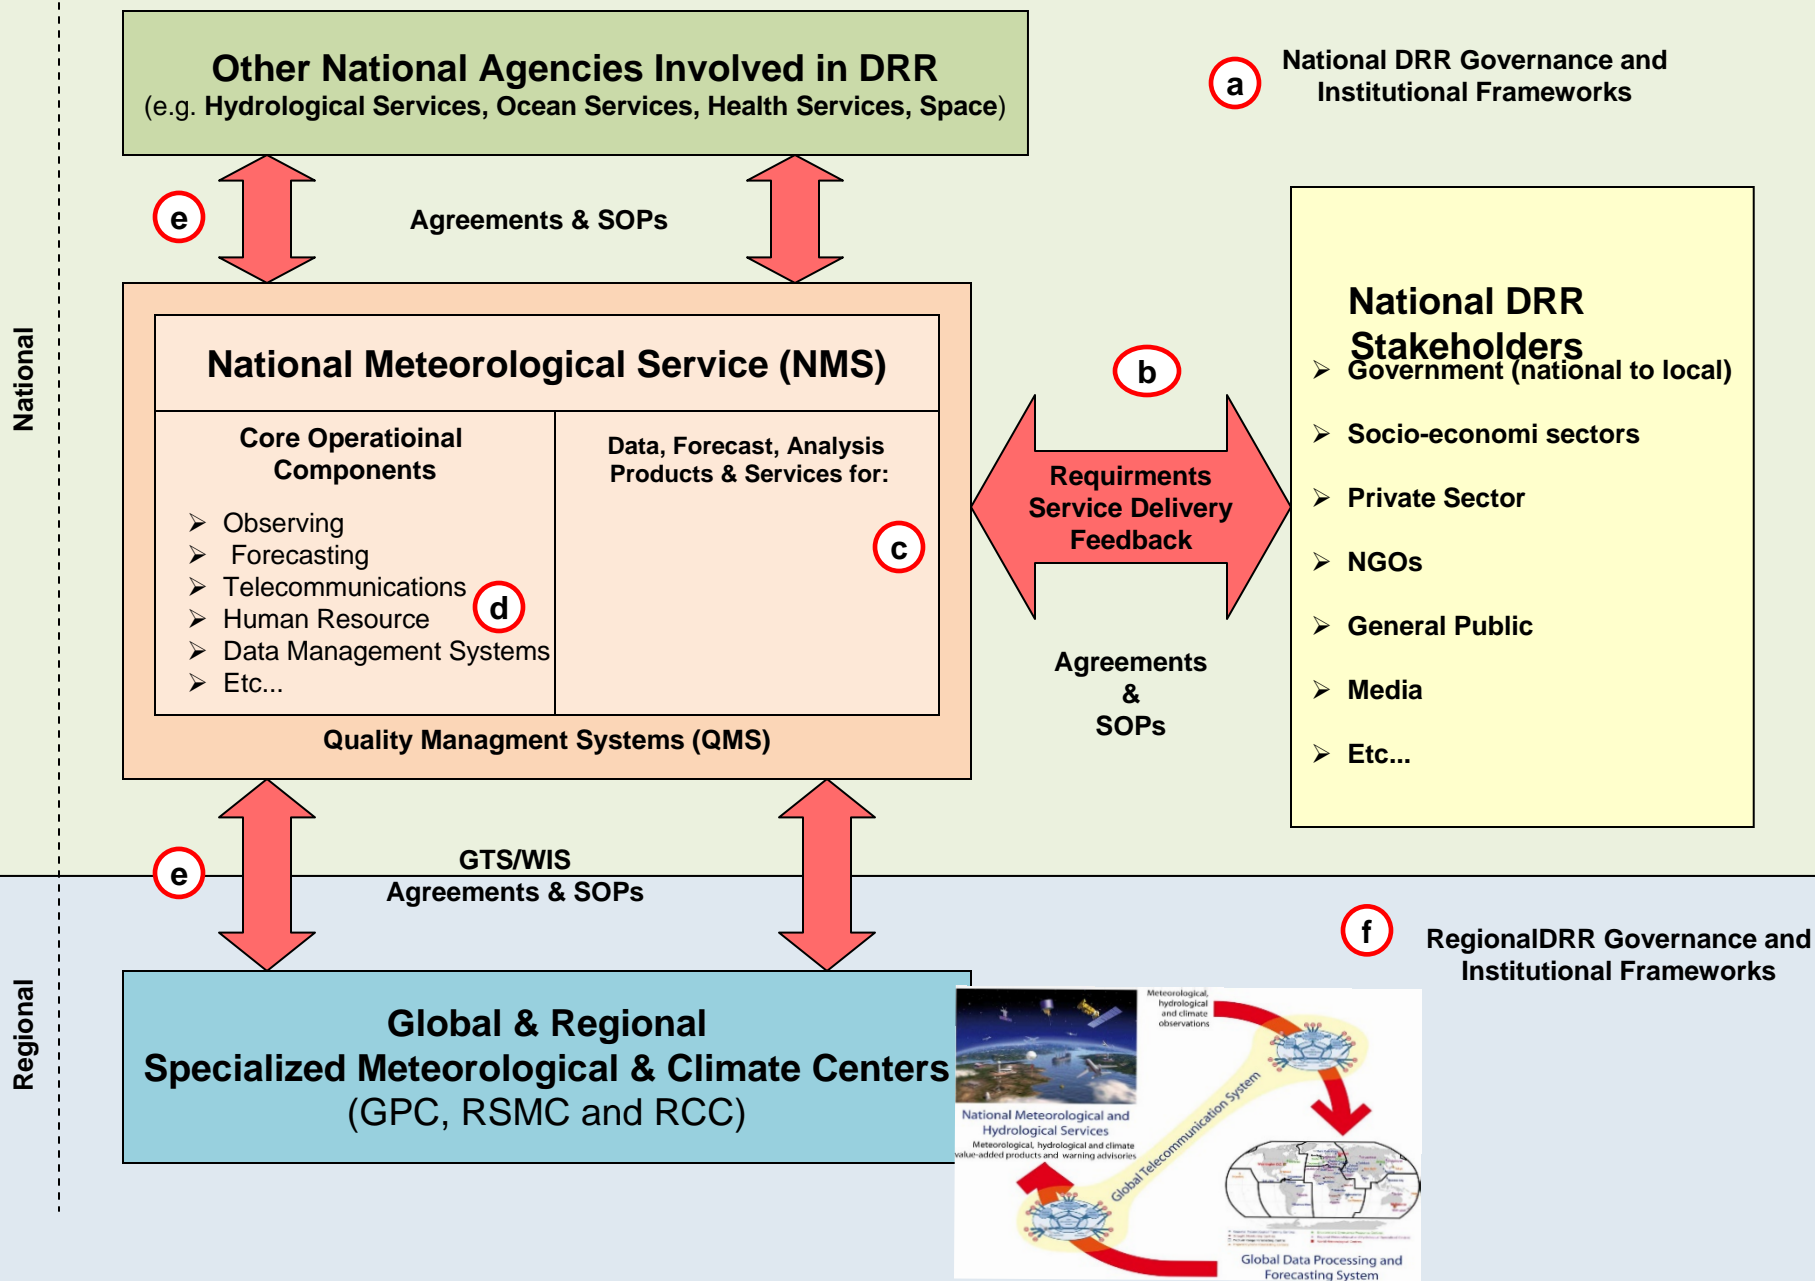 Other National Agencies Involved in DRR
(e.g. Hydrological Services, Ocean Services, Health Services, Space)
a
National DRR Governance and
Institutional Frameworks
e
Agreements & SOPs
National
National Meteorological Service (NMS)
Core Operatioinal
Components
Observing
Forecasting
Telecommunications
Human Resource
Data Management Systems
Etc...
d
Data, Forecast, Analysis
Products & Services for:
c
Quality Managment Systems (QMS)
b
Requirments
Service Delivery
Feedback
Agreements
&
SOPs
National DRR
Stakeholders
Government (national to local)
Socio-economi sectors
Private Sector
NGOs
General Public
Media
Etc...
e
GTS/WIS
Agreements & SOPs
Regional
f
RegionalDRR Governance and
Institutional Frameworks
Global & Regional
Specialized Meteorological & Climate Centers
(GPC, RSMC and RCC)
Meteorological,
hydrological
and climate
observations
National Meteorological and
Hydrological Services
Meteorological, hydrological and climate
value-added products and warning advisories
Global Telecommunication System
Global Data Processing and
Forecasting System